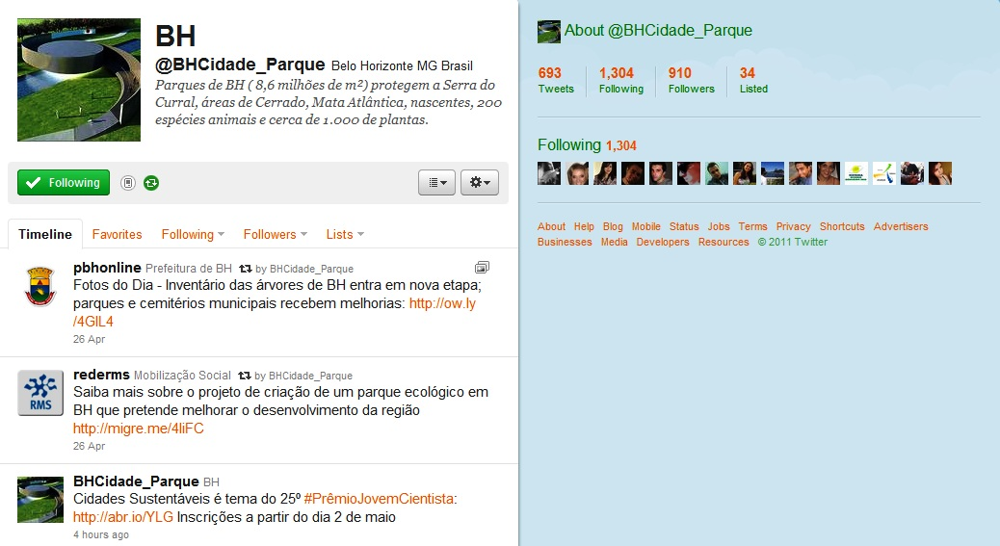 BH
@BHCidade_Parque Belo Horizonte MG Brasil
Parques de BH ( 8,6 milhões de m²) protegem a Serra do
Curral, áreas de Cerrado, Mata Atlântica, nascentes, 200
espécies animais e cerca de 1.000 de plantas.
Following
Timeline Favorites Following Followers Lists
pbhonline Prefeitura de BH by BHCidade_Parque
Fotos do Dia - Inventário das árvores de BH entra em nova etapa;
parques e cemitérios municipais recebem melhorias: http://ow.ly
/4GlL4
26 Apr
RMS
rederms Mobilização Social by BHCidade_Parque
Saiba mais sobre o projeto de criação de um parque ecológico em
BH que pretende melhorar o desenvolvimento da região
http://migre.me/4liFC
26 Apr
BHCidade_Parque BH
Cidades Sustentáveis é tema do 25º #PrêmioJovemCientista:
http://abr.io/YLG Inscrições a partir do dia 2 de maio
4 hours ago
About @BHCidade_Parque
693 1,304 910 34
Tweets Following Followers Listed
Following 1,304
About Help Blog Mobile Status Jobs Terms Privacy Shortcuts Advertisers
Businesses Media Developers Resources © 2011 Twitter